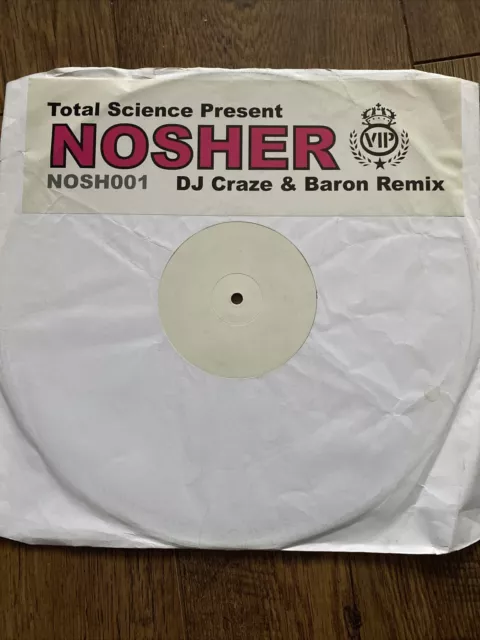 Total Science Present
NOSHER
VIP
NOSH001 DJ Craze & Baron Remix